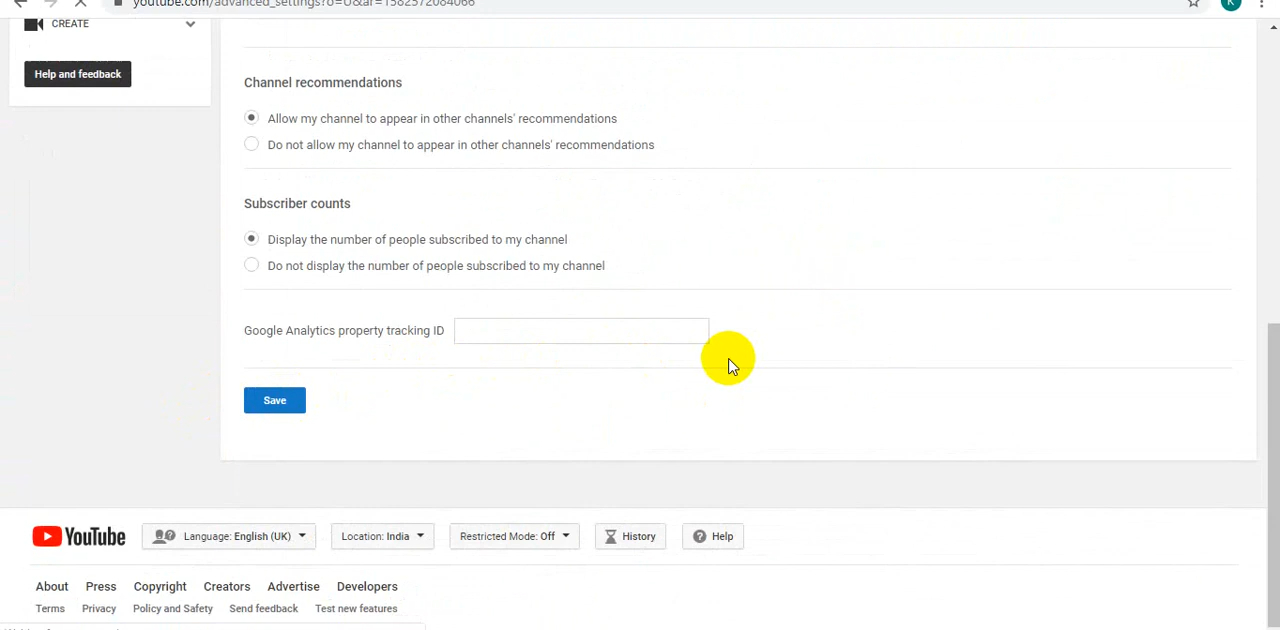 youtube.com/advanced_settings?o=U&ar=1582572084066
K
CREATE
Help and feedback
Channel recommendations
Allow my channel to appear in other channels' recommendations
Do not allow my channel to appear in other channels' recommendations
Subscriber counts
Display the number of people subscribed to my channel
Do not display the number of people subscribed to my channel
Google Analytics property tracking ID
Save
YouTube Language: English (UK) Location: India Restricted Mode: Off History Help
About Press Copyright Creators Advertise Developers
Terms Privacy Policy and Safety Send feedback Test new features